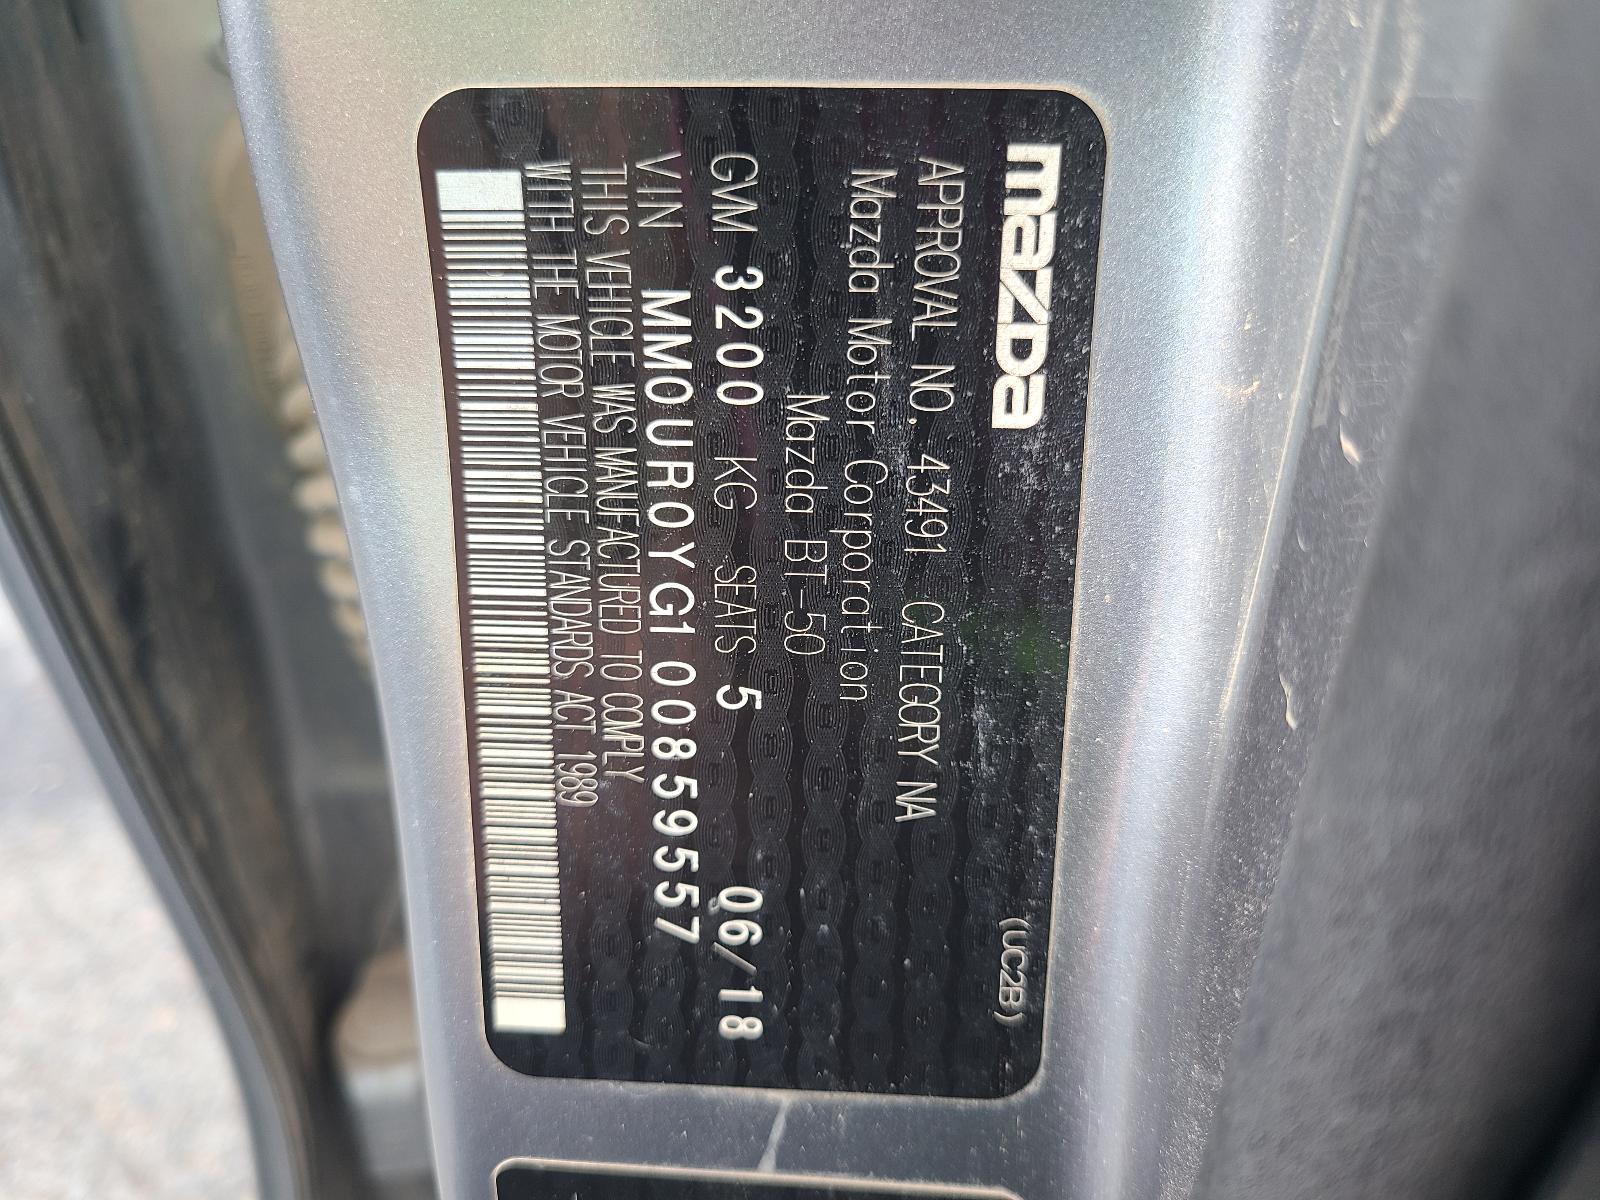 mazda (UC2B)
APPROVAL NO. 43491 CATEGORY NA
Mazda Motor Corporation
Mazda BT-50
GVM 3200 KG SEATS 5 06/18
VIN MM0UR0YG100859557
THIS VEHICLE WAS MANUFACTURED TO COMPLY
WITH THE MOTOR VEHICLE STANDARDS ACT 1989